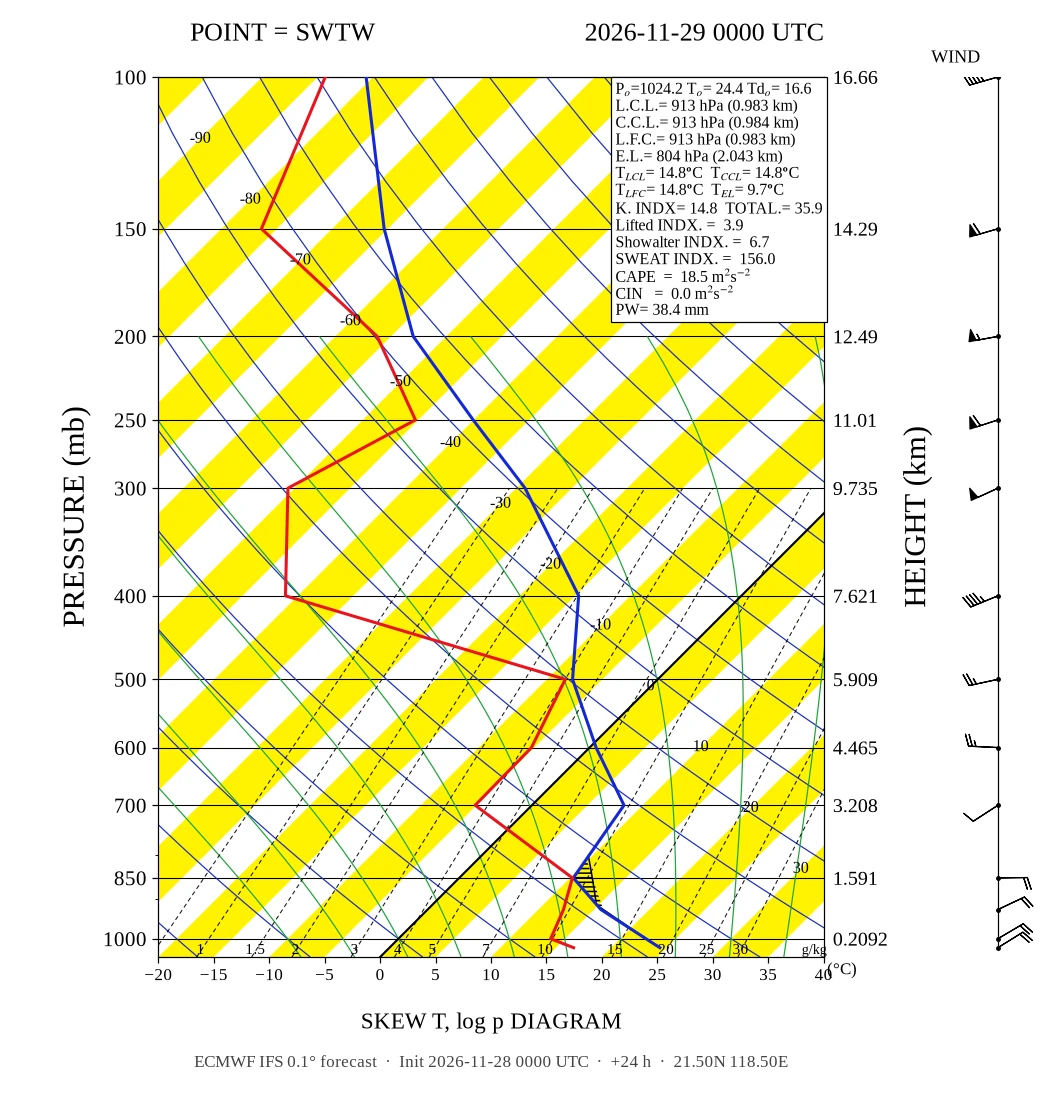 POINT = SWTW
2026-11-29 0000 UTC
WIND
100
16.66
Pₒ=1024.2 Tₒ= 24.4 Tdₒ= 16.6
L.C.L.= 913 hPa (0.983 km)
C.C.L.= 913 hPa (0.984 km)
L.F.C.= 913 hPa (0.983 km)
E.L.= 804 hPa (2.043 km)
T_LCL= 14.8°C T_CCL= 14.8°C
T_LFC= 14.8°C T_EL= 9.7°C
K. INDX= 14.8 TOTAL.= 35.9
Lifted INDX. = 3.9
Showalter INDX. = 6.7
SWEAT INDX. = 156.0
CAPE = 18.5 m²s⁻²
CIN = 0.0 m²s⁻²
PW= 38.4 mm
-90
-80
150
14.29
-70
-60
200
12.49
-50
250
11.01
-40
300
9.735
-30
PRESSURE (mb)
HEIGHT (km)
-20
400
7.621
-10
500
5.909
0
600
10
4.465
700
20
3.208
850
30
1.591
1000
0.2092
1 1.5 2 3 4 5 7 10 15 20 25 30 g/kg
−20 −15 −10 −5 0 5 10 15 20 25 30 35 40 (°C)
SKEW T, log p DIAGRAM
ECMWF IFS 0.1° forecast · Init 2026-11-28 0000 UTC · +24 h · 21.50N 118.50E